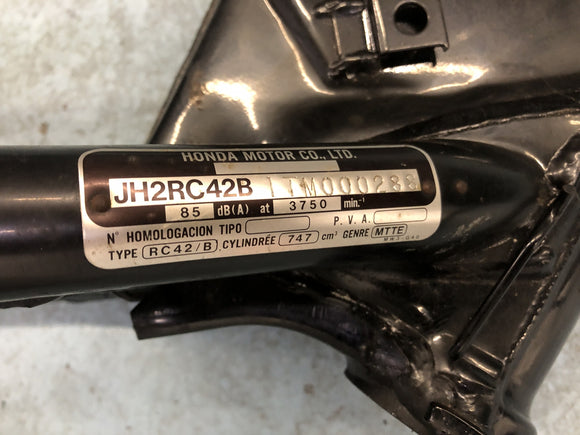 HONDA MOTOR CO., LTD.
JH2RC42B 1TM000288
85 dB(A) at 3750 min.⁻¹
N° HOMOLOGACION TIPO P.V.A.
TYPE RC42/B CYLINDRÉE 747 cm³ GENRE MTTE